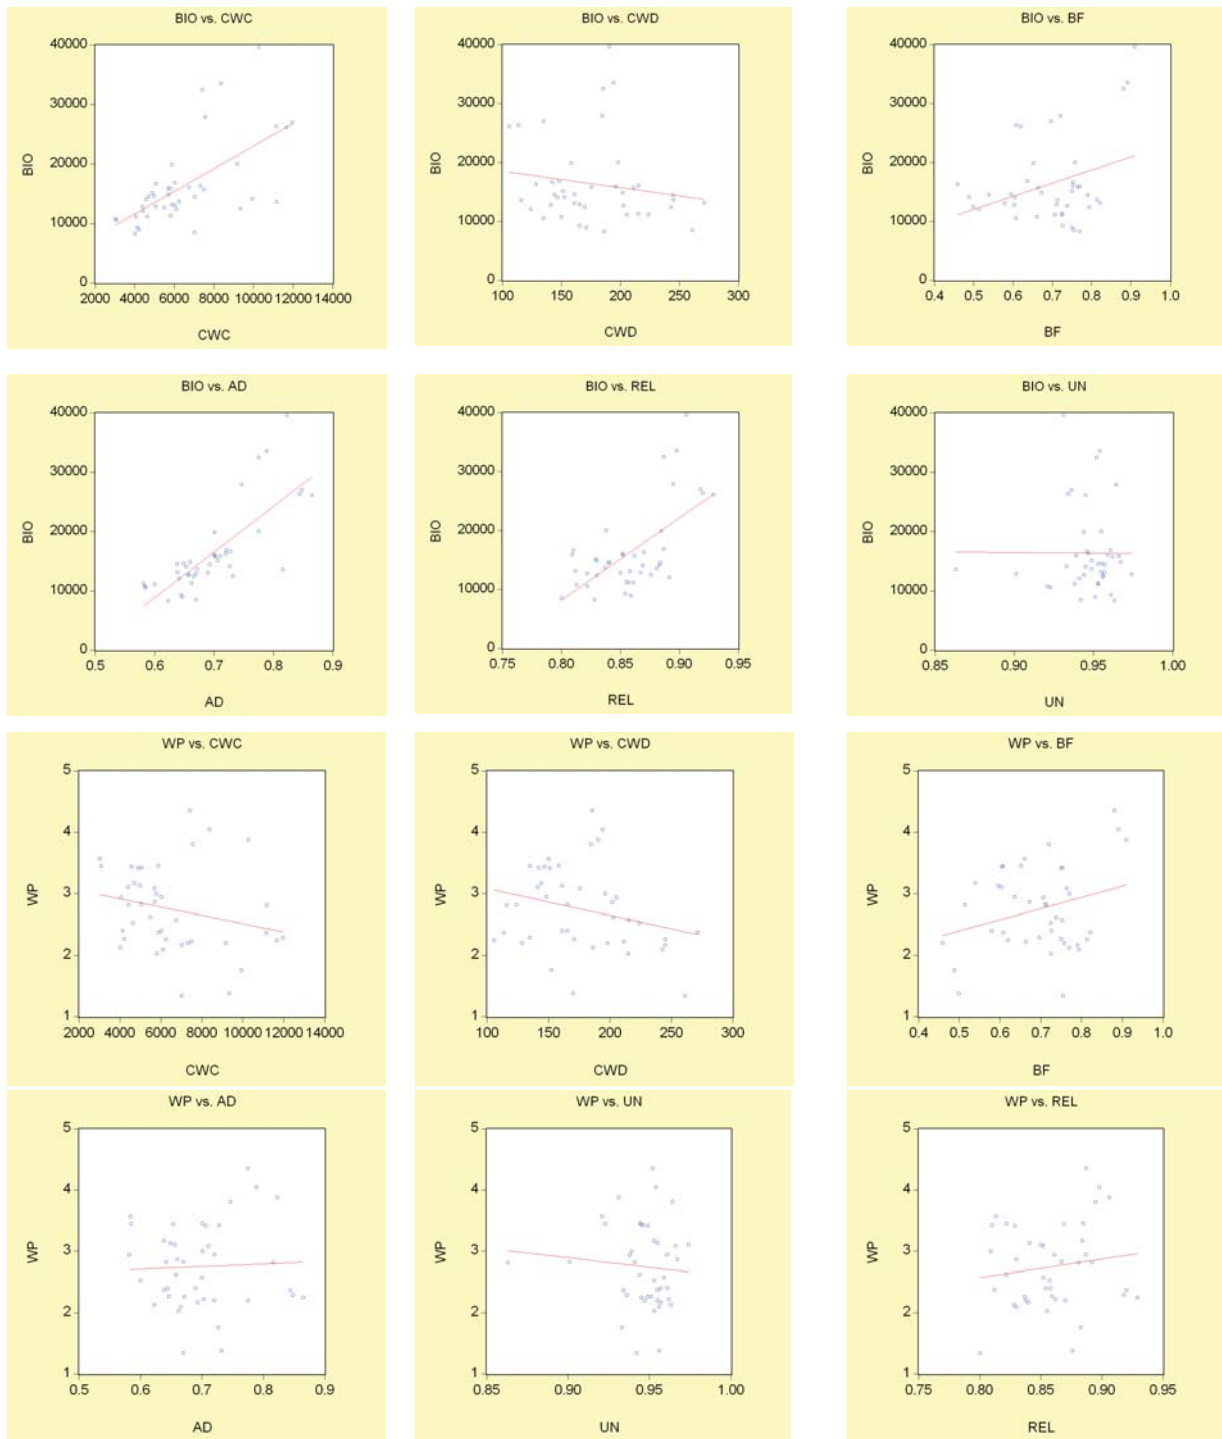 BIO vs. CWC
40000
30000
20000
10000
0
BIO
2000 4000 6000 8000 10000 12000 14000
CWC
BIO vs. CWD
40000
30000
20000
10000
0
BIO
100 150 200 250 300
CWD
BIO vs. BF
40000
30000
20000
10000
0
BIO
0.4 0.5 0.6 0.7 0.8 0.9 1.0
BF
BIO vs. AD
40000
30000
20000
10000
0
BIO
0.5 0.6 0.7 0.8 0.9
AD
BIO vs. REL
40000
30000
20000
10000
0
BIO
0.75 0.80 0.85 0.90 0.95
REL
BIO vs. UN
40000
30000
20000
10000
0
BIO
0.85 0.90 0.95 1.00
UN
WP vs. CWC
5
4
3
2
1
WP
2000 4000 6000 8000 10000 12000 14000
CWC
WP vs. CWD
5
4
3
2
1
WP
100 150 200 250 300
CWD
WP vs. BF
5
4
3
2
1
WP
0.4 0.5 0.6 0.7 0.8 0.9 1.0
BF
WP vs. AD
5
4
3
2
1
WP
0.5 0.6 0.7 0.8 0.9
AD
WP vs. UN
5
4
3
2
1
WP
0.85 0.90 0.95 1.00
UN
WP vs. REL
5
4
3
2
1
WP
0.75 0.80 0.85 0.90 0.95
REL